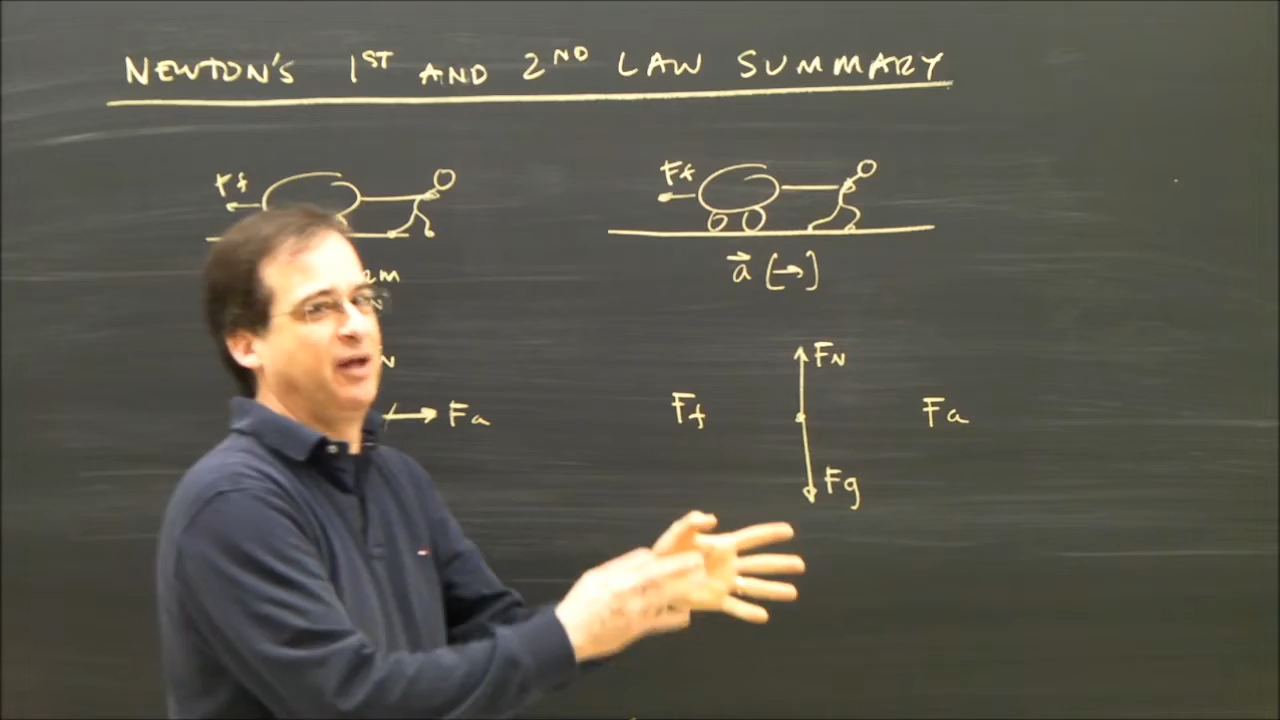 NEWTON'S 1ST AND 2ND LAW SUMMARY
Ff
Ff
a [→]
FN
Ff
Fa
Fa
Fg